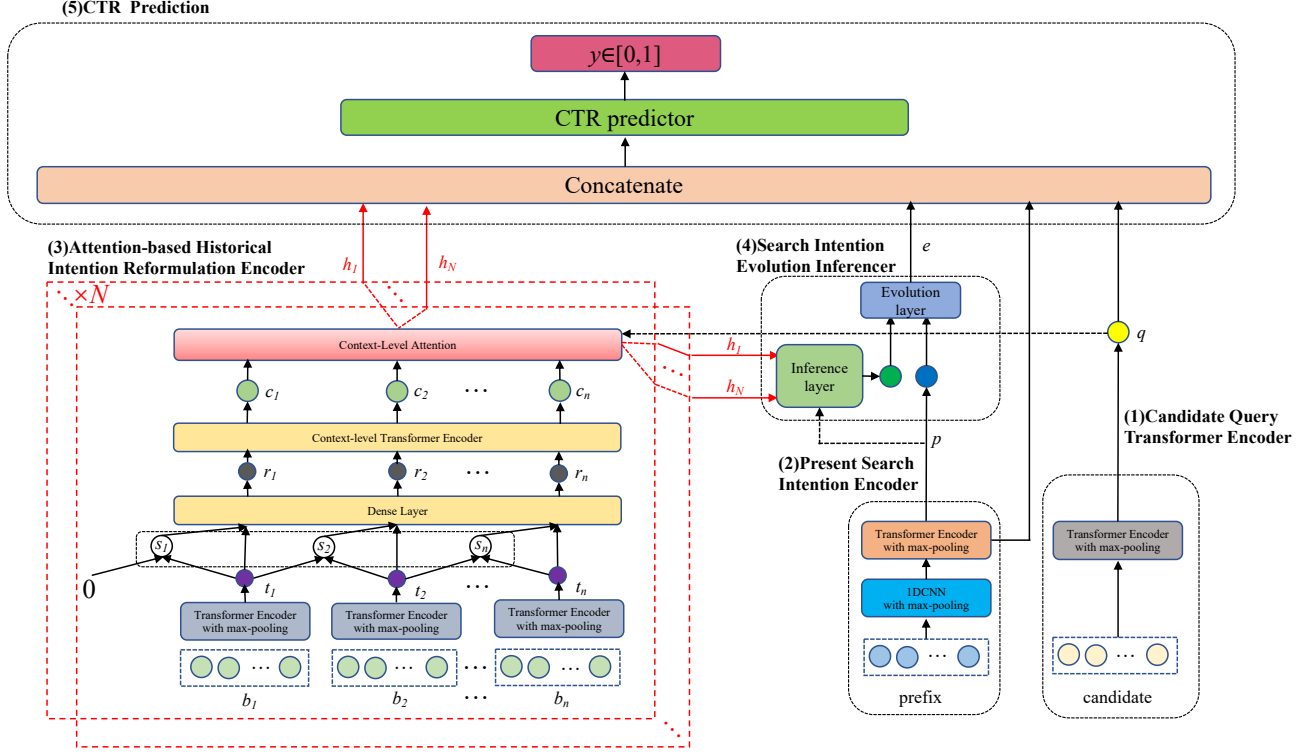 (5)CTR Prediction
y∈[0,1]
CTR predictor
Concatenate
(3)Attention-based Historical
Intention Reformulation Encoder
h1
hN
(4)Search Intention
Evolution Inferencer
e
×N
Evolution
layer
Context-Level Attention
q
h1
Inference
layer
hN
c1
c2
...
cn
(1)Candidate Query
Transformer Encoder
Context-level Transformer Encoder
p
(2)Present Search
Intention Encoder
r1
r2
...
rn
Dense Layer
s1
s2
sn
0
t1
t2
...
tn
Transformer Encoder
with max-pooling
Transformer Encoder
with max-pooling
Transformer Encoder
with max-pooling
Transformer Encoder
with max-pooling
Transformer Encoder
with max-pooling
1DCNN
with max-pooling
...
...
...
...
...
...
b1
b2
...
bn
prefix
candidate